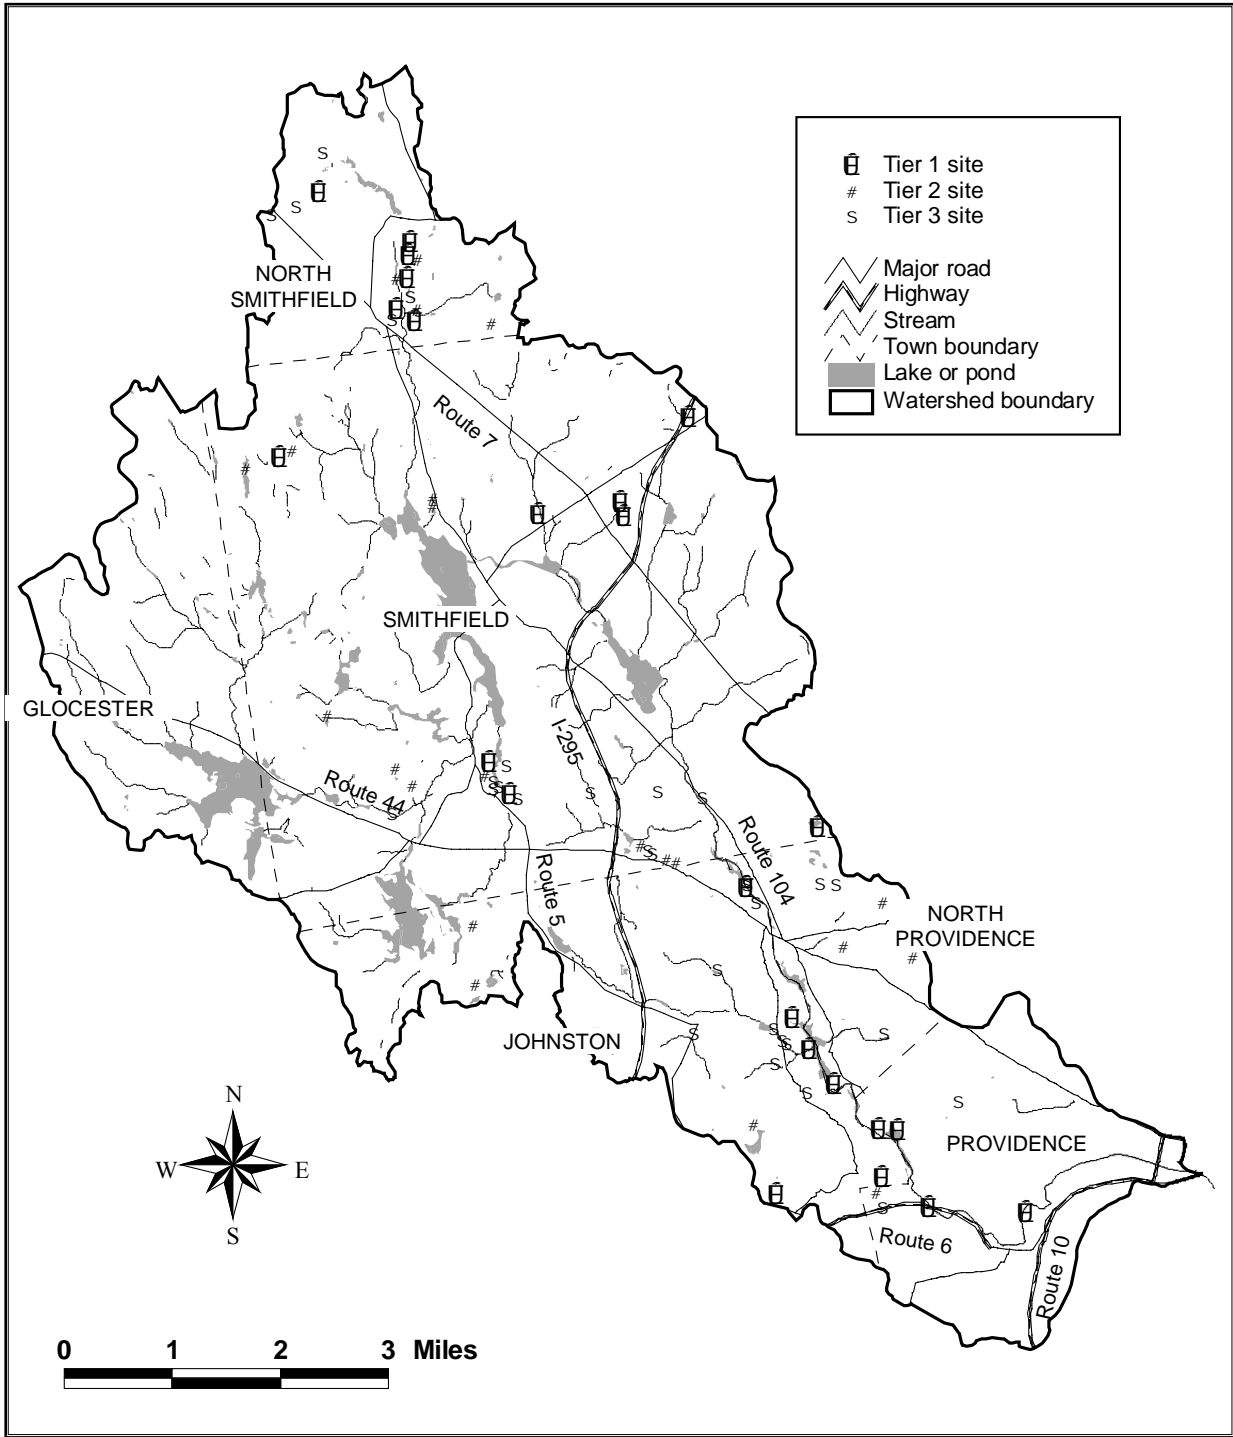 Tier 1 site
# Tier 2 site
S Tier 3 site
Major road
Highway
Stream
Town boundary
Lake or pond
Watershed boundary
NORTH
SMITHFIELD
Route 7
SMITHFIELD
GLOCESTER
I-295
Route 44
Route 104
Route 5
NORTH
PROVIDENCE
JOHNSTON
PROVIDENCE
Route 6
Route 10
N
W E
S
0 1 2 3 Miles